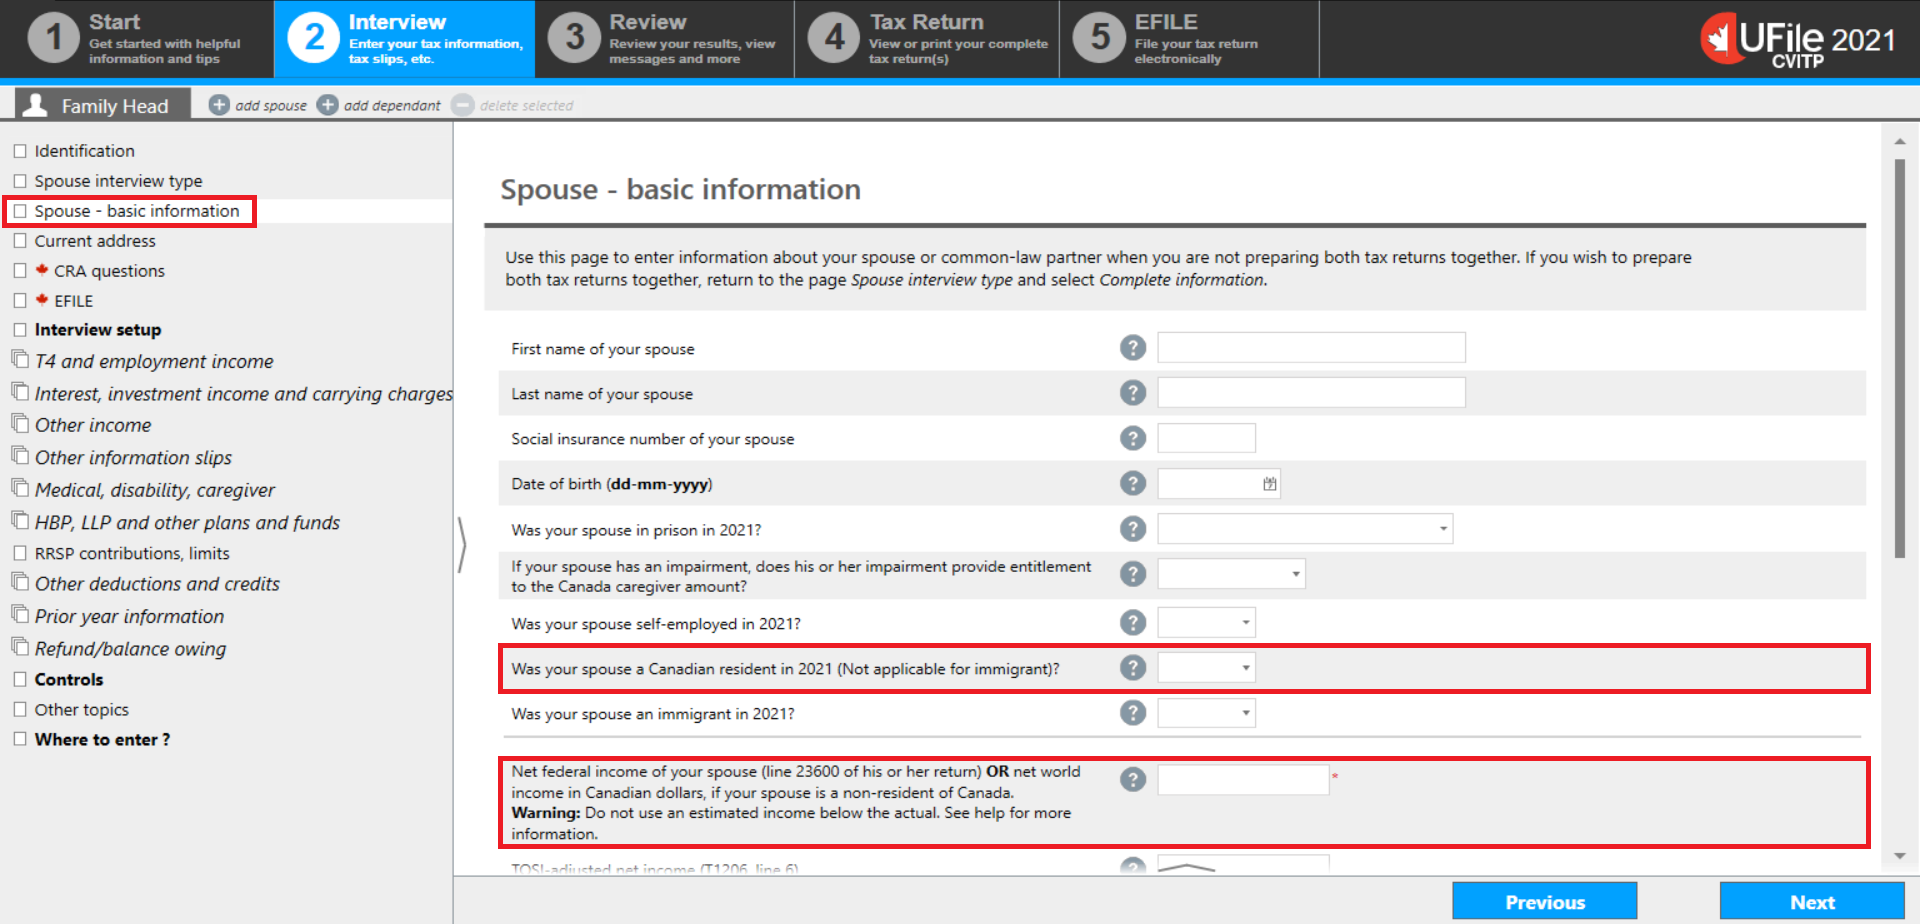 1 Start
Get started with helpful
information and tips
2 Interview
Enter your tax information,
tax slips, etc.
3 Review
Review your results, view
messages and more
4 Tax Return
View or print your complete
tax return(s)
5 EFILE
File your tax return
electronically
UFile 2021
CVITP
Family Head
add spouse
add dependant
delete selected
Identification
Spouse interview type
Spouse - basic information
Current address
CRA questions
EFILE
Interview setup
T4 and employment income
Interest, investment income and carrying charges
Other income
Other information slips
Medical, disability, caregiver
HBP, LLP and other plans and funds
RRSP contributions, limits
Other deductions and credits
Prior year information
Refund/balance owing
Controls
Other topics
Where to enter ?
Spouse - basic information
Use this page to enter information about your spouse or common-law partner when you are not preparing both tax returns together. If you wish to prepare
both tax returns together, return to the page Spouse interview type and select Complete information.
First name of your spouse ?
Last name of your spouse ?
Social insurance number of your spouse ?
Date of birth (dd-mm-yyyy) ?
Was your spouse in prison in 2021? ?
If your spouse has an impairment, does his or her impairment provide entitlement
to the Canada caregiver amount? ?
Was your spouse self-employed in 2021? ?
Was your spouse a Canadian resident in 2021 (Not applicable for immigrant)? ?
Was your spouse an immigrant in 2021? ?
Net federal income of your spouse (line 23600 of his or her return) OR net world ? *
income in Canadian dollars, if your spouse is a non-resident of Canada.
Warning: Do not use an estimated income below the actual. See help for more
information.
TOSI-adjusted net income (T1206, line 6) ?
Previous
Next